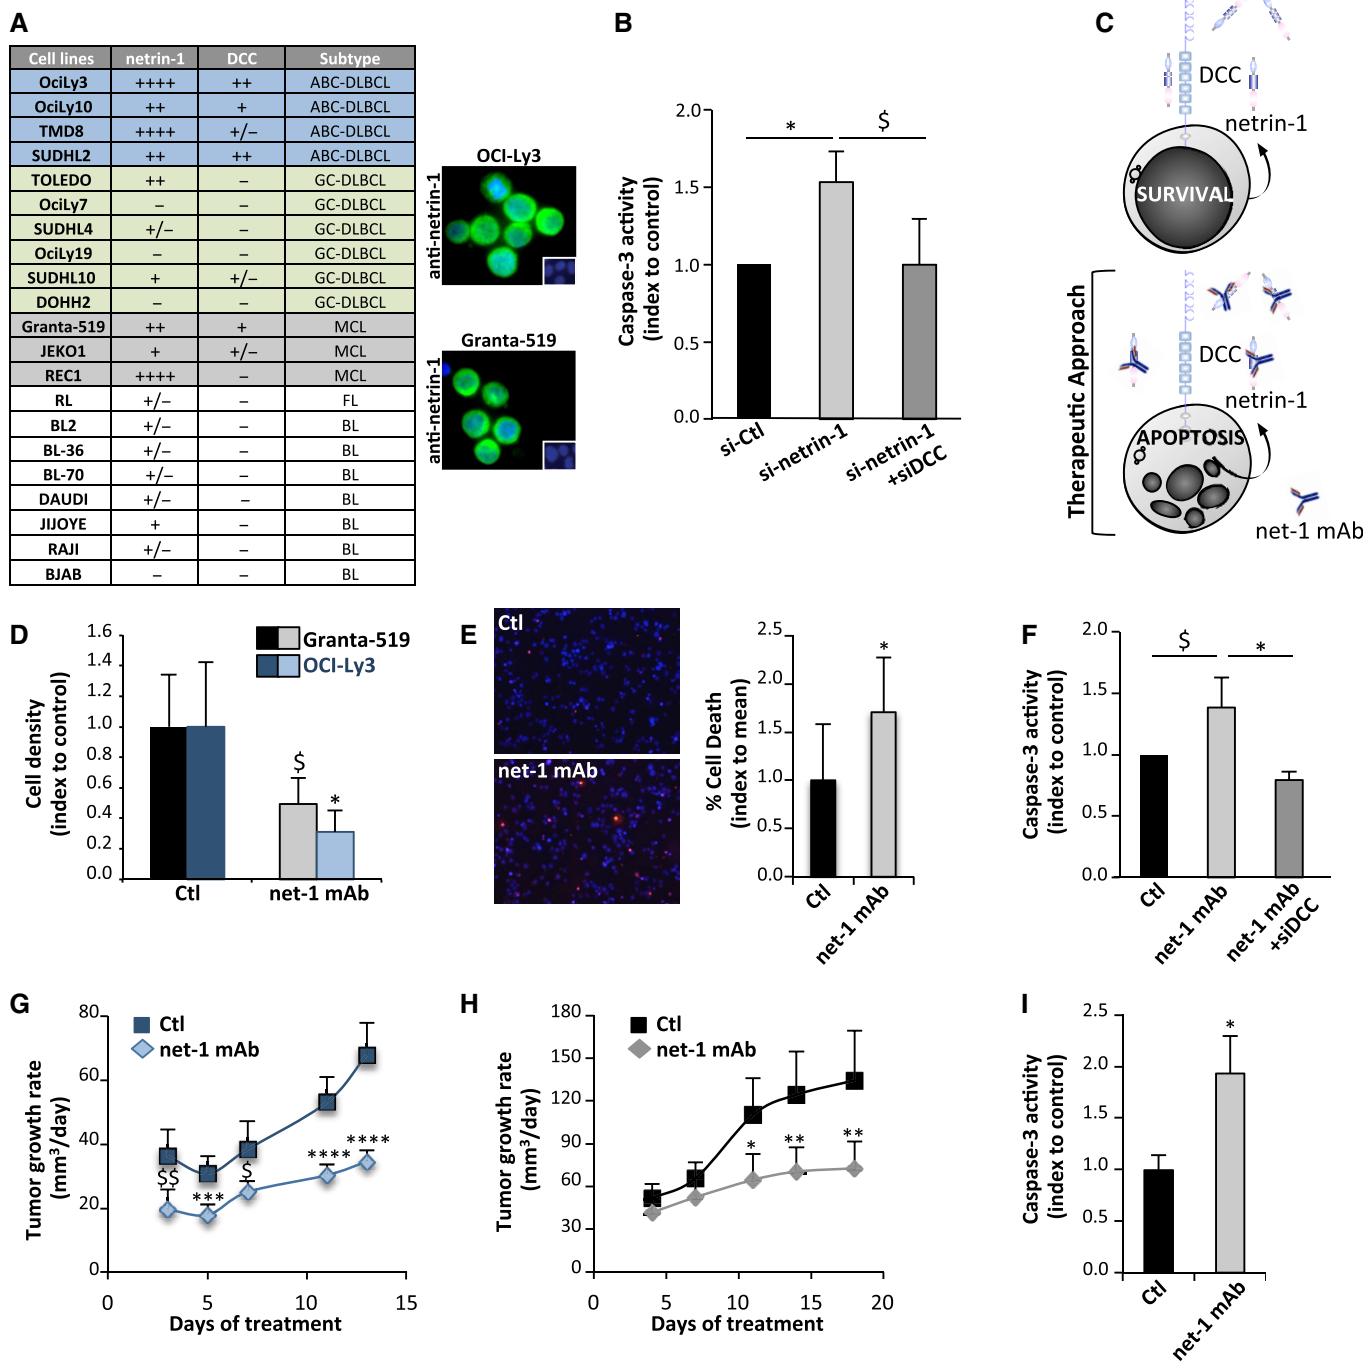 A
Cell lines netrin-1 DCC Subtype
OciLy3 ++++ ++ ABC-DLBCL
OciLy10 ++ + ABC-DLBCL
TMD8 ++++ +/– ABC-DLBCL
SUDHL2 ++ ++ ABC-DLBCL
TOLEDO ++ – GC-DLBCL
OciLy7 – – GC-DLBCL
SUDHL4 +/– – GC-DLBCL
OciLy19 – – GC-DLBCL
SUDHL10 + +/– GC-DLBCL
DOHH2 – – GC-DLBCL
Granta-519 ++ + MCL
JEKO1 + +/– MCL
REC1 ++++ – MCL
RL +/– – FL
BL2 +/– – BL
BL-36 +/– – BL
BL-70 +/– – BL
DAUDI +/– – BL
JIJOYE + – BL
RAJI +/– – BL
BJAB – – BL
OCI-Ly3
anti-netrin-1
Granta-519
anti-netrin-1
B
Caspase-3 activity
(index to control)
2.0
1.5
1.0
0.5
0.0
* $
si-Ctl
si-netrin-1
si-netrin-1
+siDCC
C
DCC
netrin-1
SURVIVAL
Therapeutic Approach
DCC
netrin-1
APOPTOSIS
net-1 mAb
D
Cell density
(index to control)
1.6
1.4
1.2
1.0
0.8
0.6
0.4
0.2
0.0
Granta-519
OCI-Ly3
$
*
Ctl net-1 mAb
E
Ctl
net-1 mAb
% Cell Death
(index to mean)
2.5
2.0
1.5
1.0
0.5
0.0
*
Ctl
net-1 mAb
F
Caspase-3 activity
(index to control)
2.0
1.5
1.0
0.5
0.0
$ *
Ctl
net-1 mAb
net-1 mAb
+siDCC
G
Tumor growth rate
(mm³/day)
80
60
40
20
0
Ctl
net-1 mAb
$$
***
$
****
****
0 5 10 15
Days of treatment
H
Tumor growth rate
(mm³/day)
180
150
120
90
60
30
0
Ctl
net-1 mAb
*
**
**
0 5 10 15 20
Days of treatment
I
Caspase-3 activity
(index to control)
2.5
2.0
1.5
1.0
0.5
0.0
*
Ctl
net-1 mAb